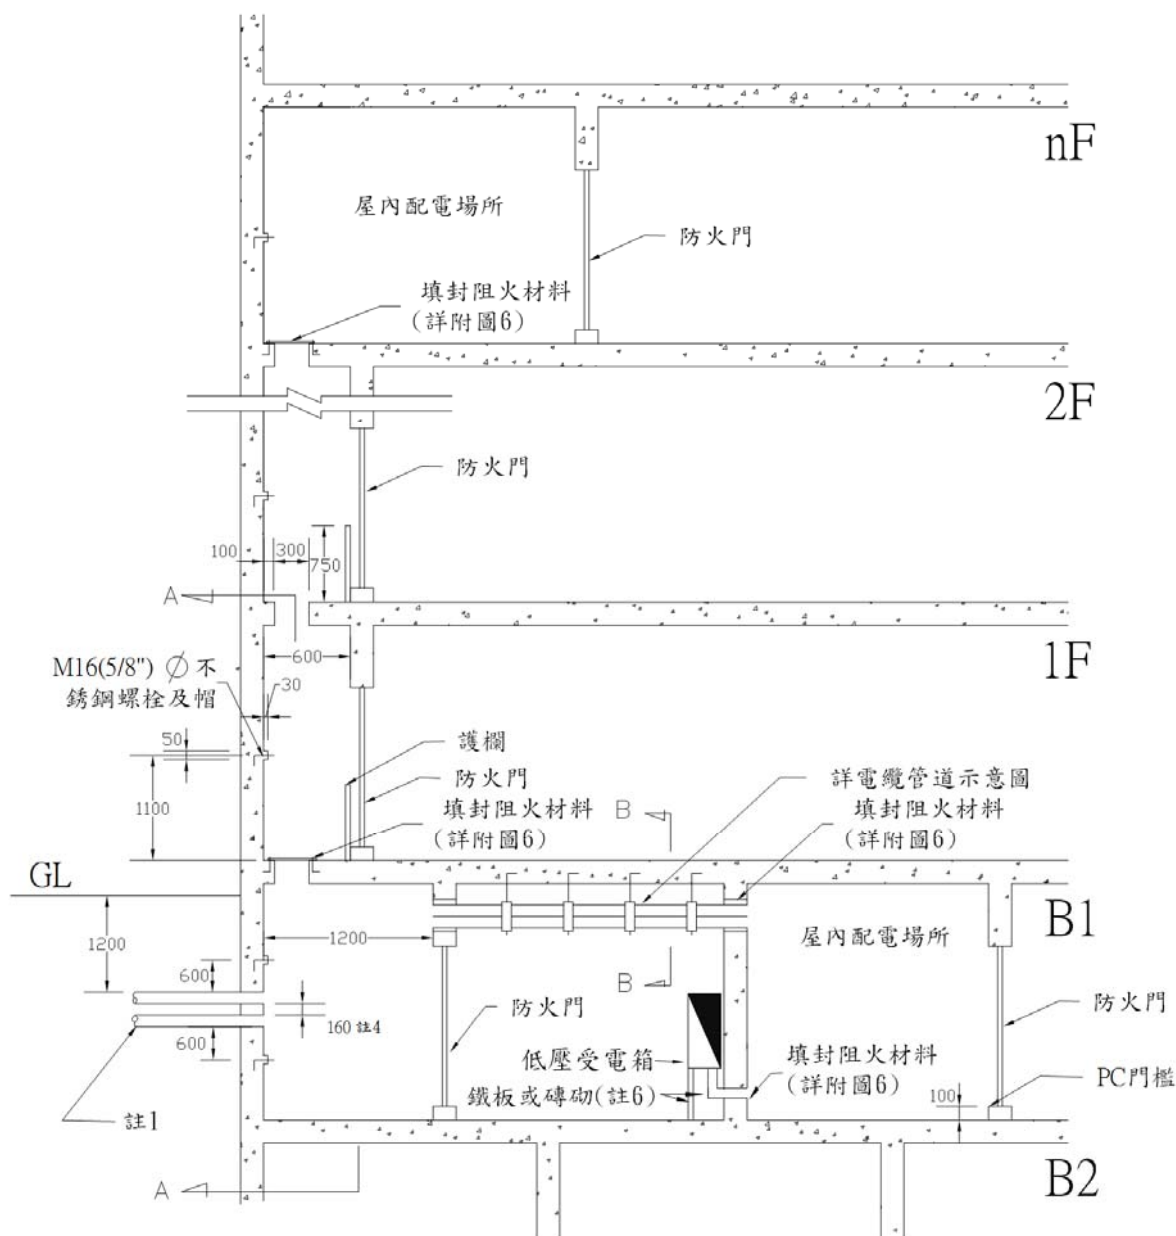 nF
屋內配電場所
防火門
填封阻火材料
(詳附圖6)
2F
防火門
100
300
750
A
1F
600
M16(5/8") ∅ 不
銹鋼螺栓及帽
30
50
1100
護欄
防火門
填封阻火材料
(詳附圖6)
B
詳電纜管道示意圖
填封阻火材料
(詳附圖6)
GL
B1
1200
1200
600
160 註4
600
註1
屋內配電場所
B
防火門
防火門
低壓受電箱
鐵板或磚砌(註6)
填封阻火材料
(詳附圖6)
100
PC門檻
A
B2